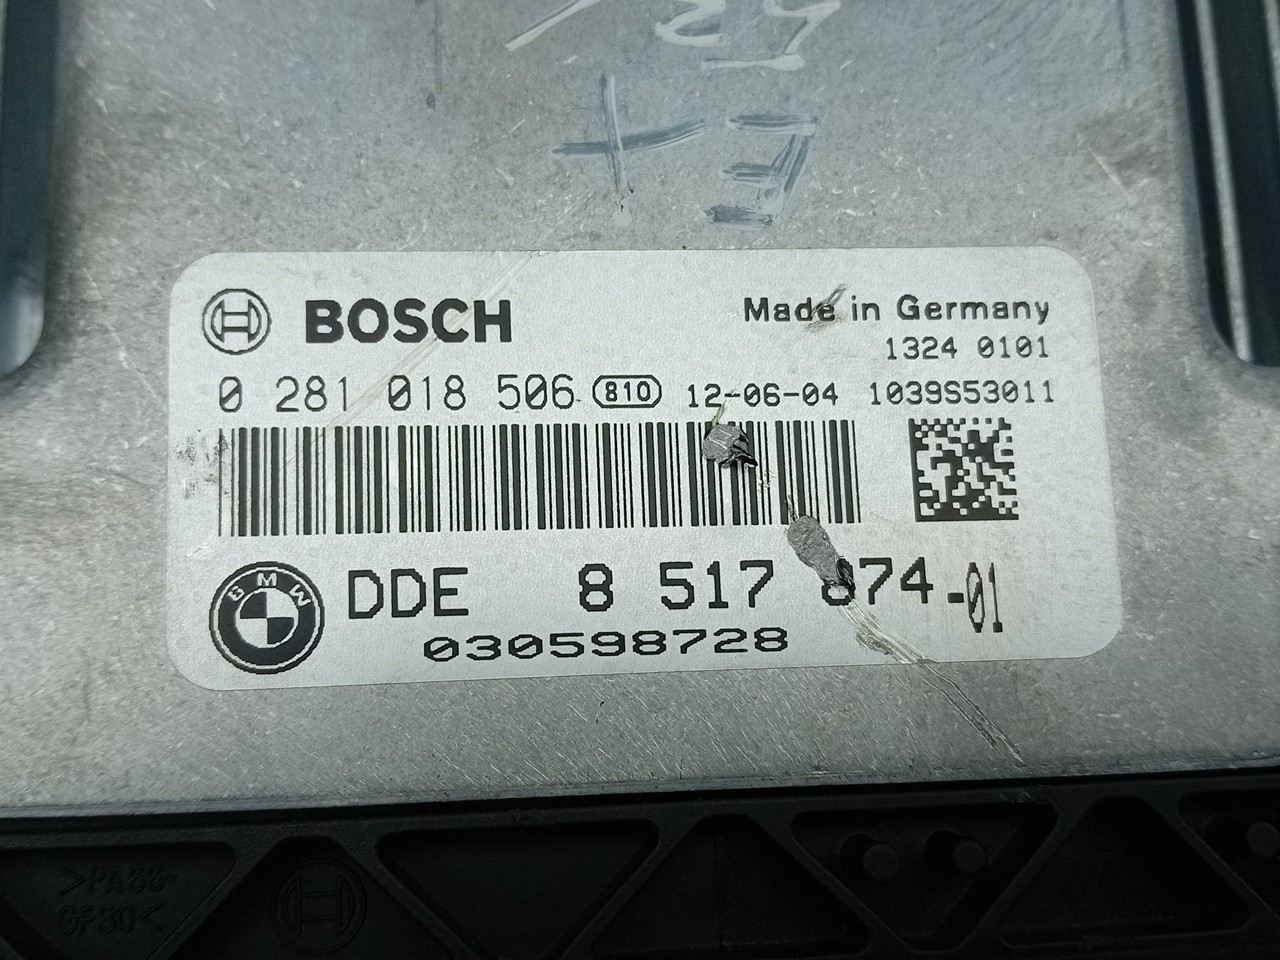 BOSCH
Made in Germany
1324 0101
0 281 018 506 810 12-06-04 1039S53011
BMW
DDE 8 517 874-01
030598728
>PA66-
GF30<